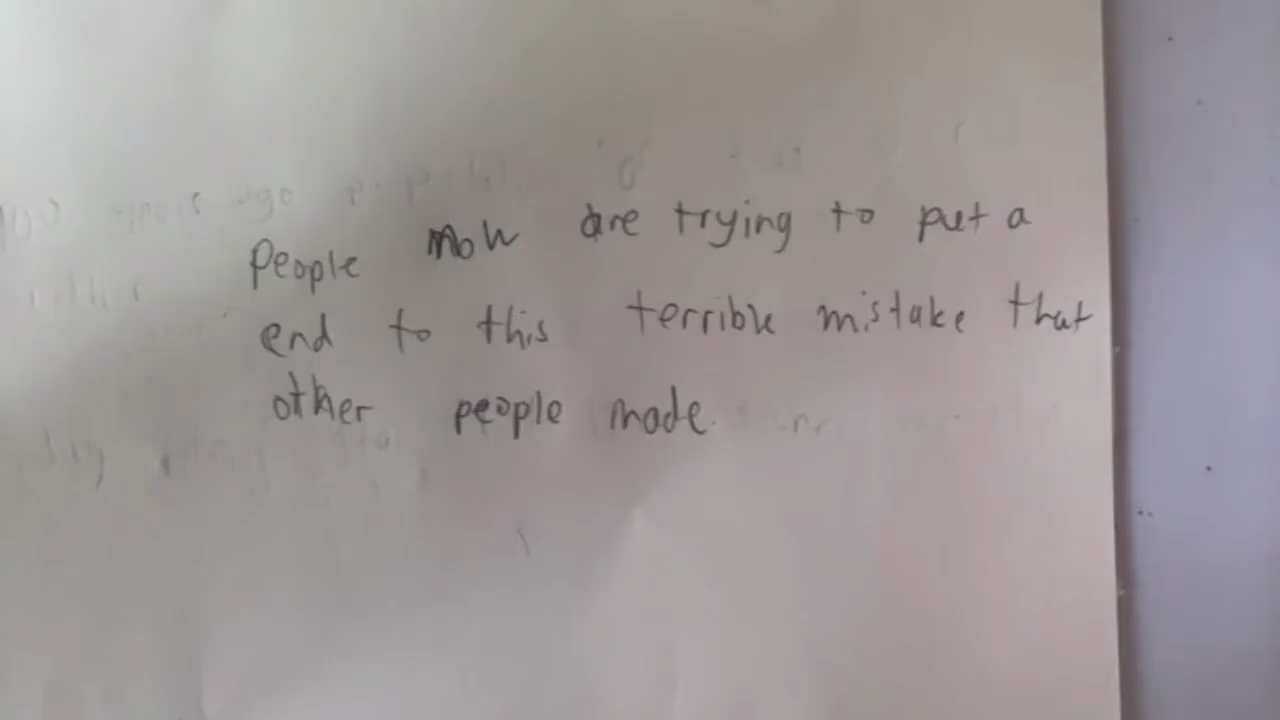 People now are trying to put a
end to this terrible mistake that
other people made.